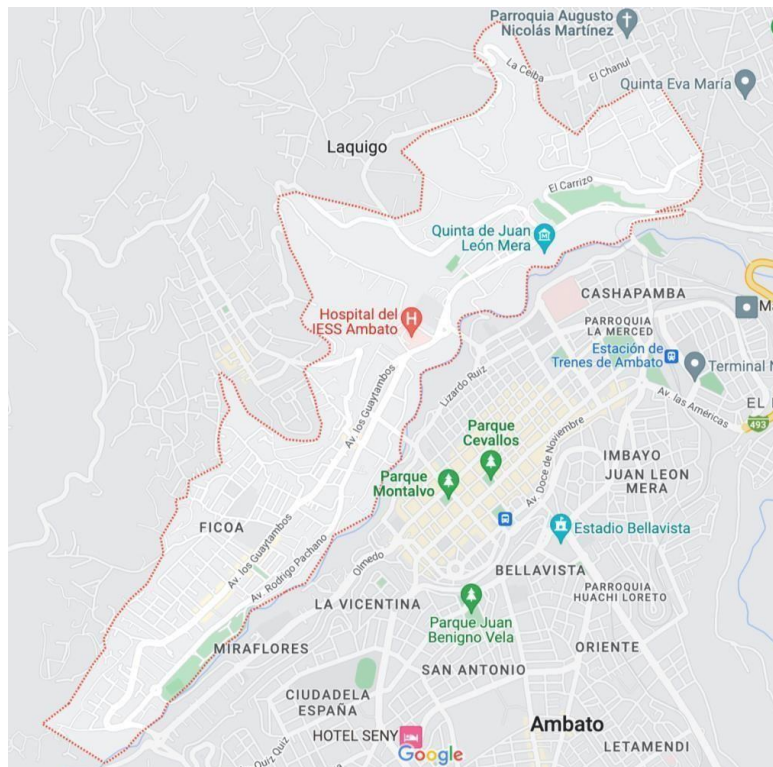 Parroquia Augusto
Nicolás Martínez
La Ceiba
El Chanul
Quinta Eva María
Laquigo
El Carrizo
Quinta de Juan
León Mera
CASHAPAMBA
Hospital del
IESS Ambato
PARROQUIA
LA MERCED
Estación de
Trenes de Ambato
Terminal
Lizardo Ruiz
Av. los Guaytambos
Av. las Américas
EL
493
Parque
Cevallos
Av. Doce de Noviembre
IMBAYO
JUAN LEON
MERA
Parque
Montalvo
FICOA
Estadio Bellavista
Av. los Guaytambos
Av. Rodrigo Pachano
Olmedo
BELLAVISTA
PARROQUIA
HUACHI LORETO
LA VICENTINA
Parque Juan
Benigno Vela
MIRAFLORES
ORIENTE
SAN ANTONIO
CIUDADELA
ESPAÑA
Ambato
HOTEL SENY
Quiz Quiz
Google
LETAMENDI